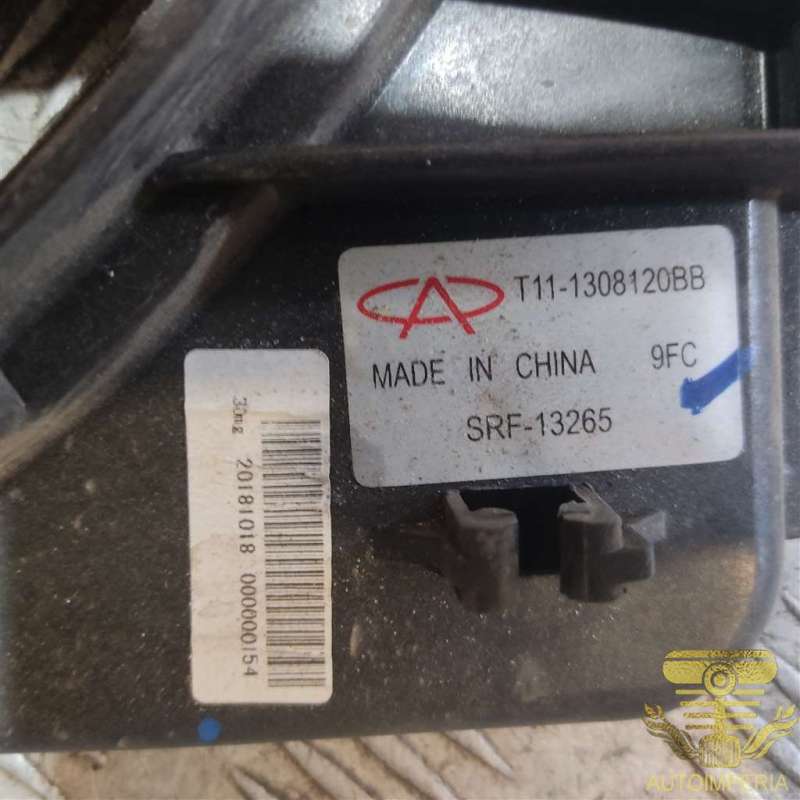 T11-1308120BB
MADE IN CHINA 9FC
SRF-13265
20181018 000000154
AUTOIMPERIA